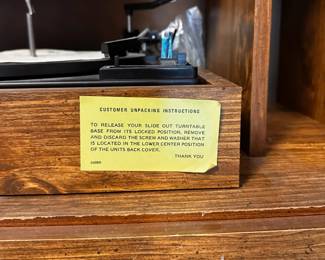 CUSTOMER UNPACKING INSTRUCTIONS
TO RELEASE YOUR SLIDE OUT TURNTABLE
BASE FROM ITS LOCKED POSITION, REMOVE
AND DISCARD THE SCREW AND WASHER THAT
IS LOCATED IN THE LOWER CENTER POSITION
OF THE UNITS BACK COVER.
THANK YOU